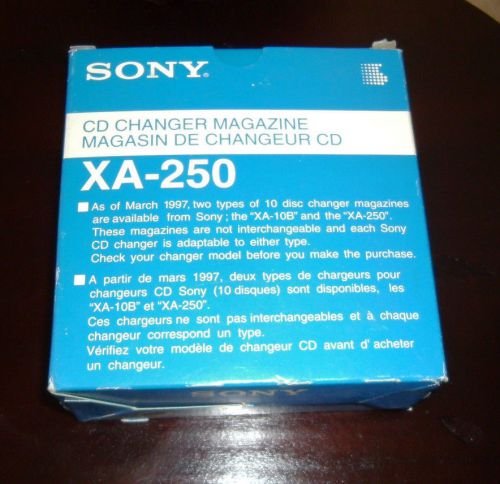 SONY®
CD CHANGER MAGAZINE
MAGASIN DE CHANGEUR CD
XA-250
As of March 1997, two types of 10 disc changer magazines
are available from Sony ; the "XA-10B" and the "XA-250".
These magazines are not interchangeable and each Sony
CD changer is adaptable to either type.
Check your changer model before you make the purchase.
A partir de mars 1997, deux types de chargeurs pour
changeurs CD Sony (10 disques) sont disponibles, les
"XA-10B" et "XA-250".
Ces chargeurs ne sont pas interchangeables et à chaque
changeur correspond un type.
Vérifiez votre modèle de changeur CD avant d' acheter
un changeur.
SONY